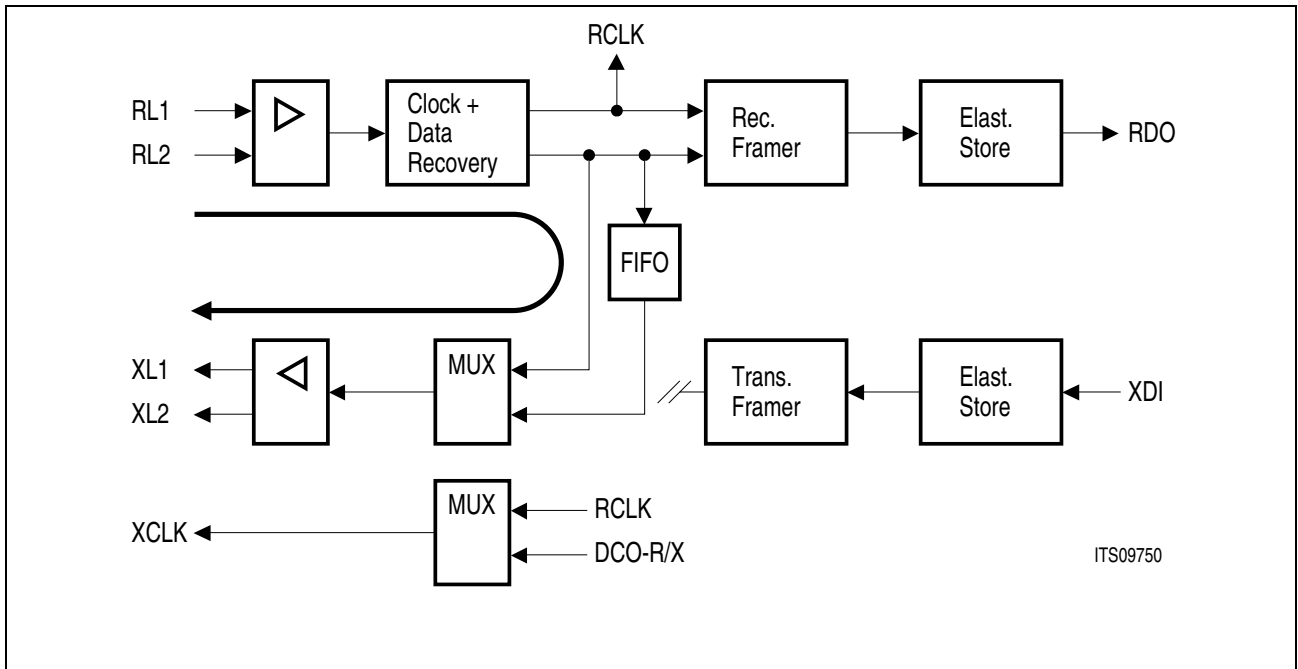 RCLK
RL1
RL2
Clock +
Data
Recovery
Rec.
Framer
Elast.
Store
RDO
FIFO
XL1
XL2
MUX
Trans.
Framer
Elast.
Store
XDI
XCLK
MUX
RCLK
DCO-R/X
ITS09750